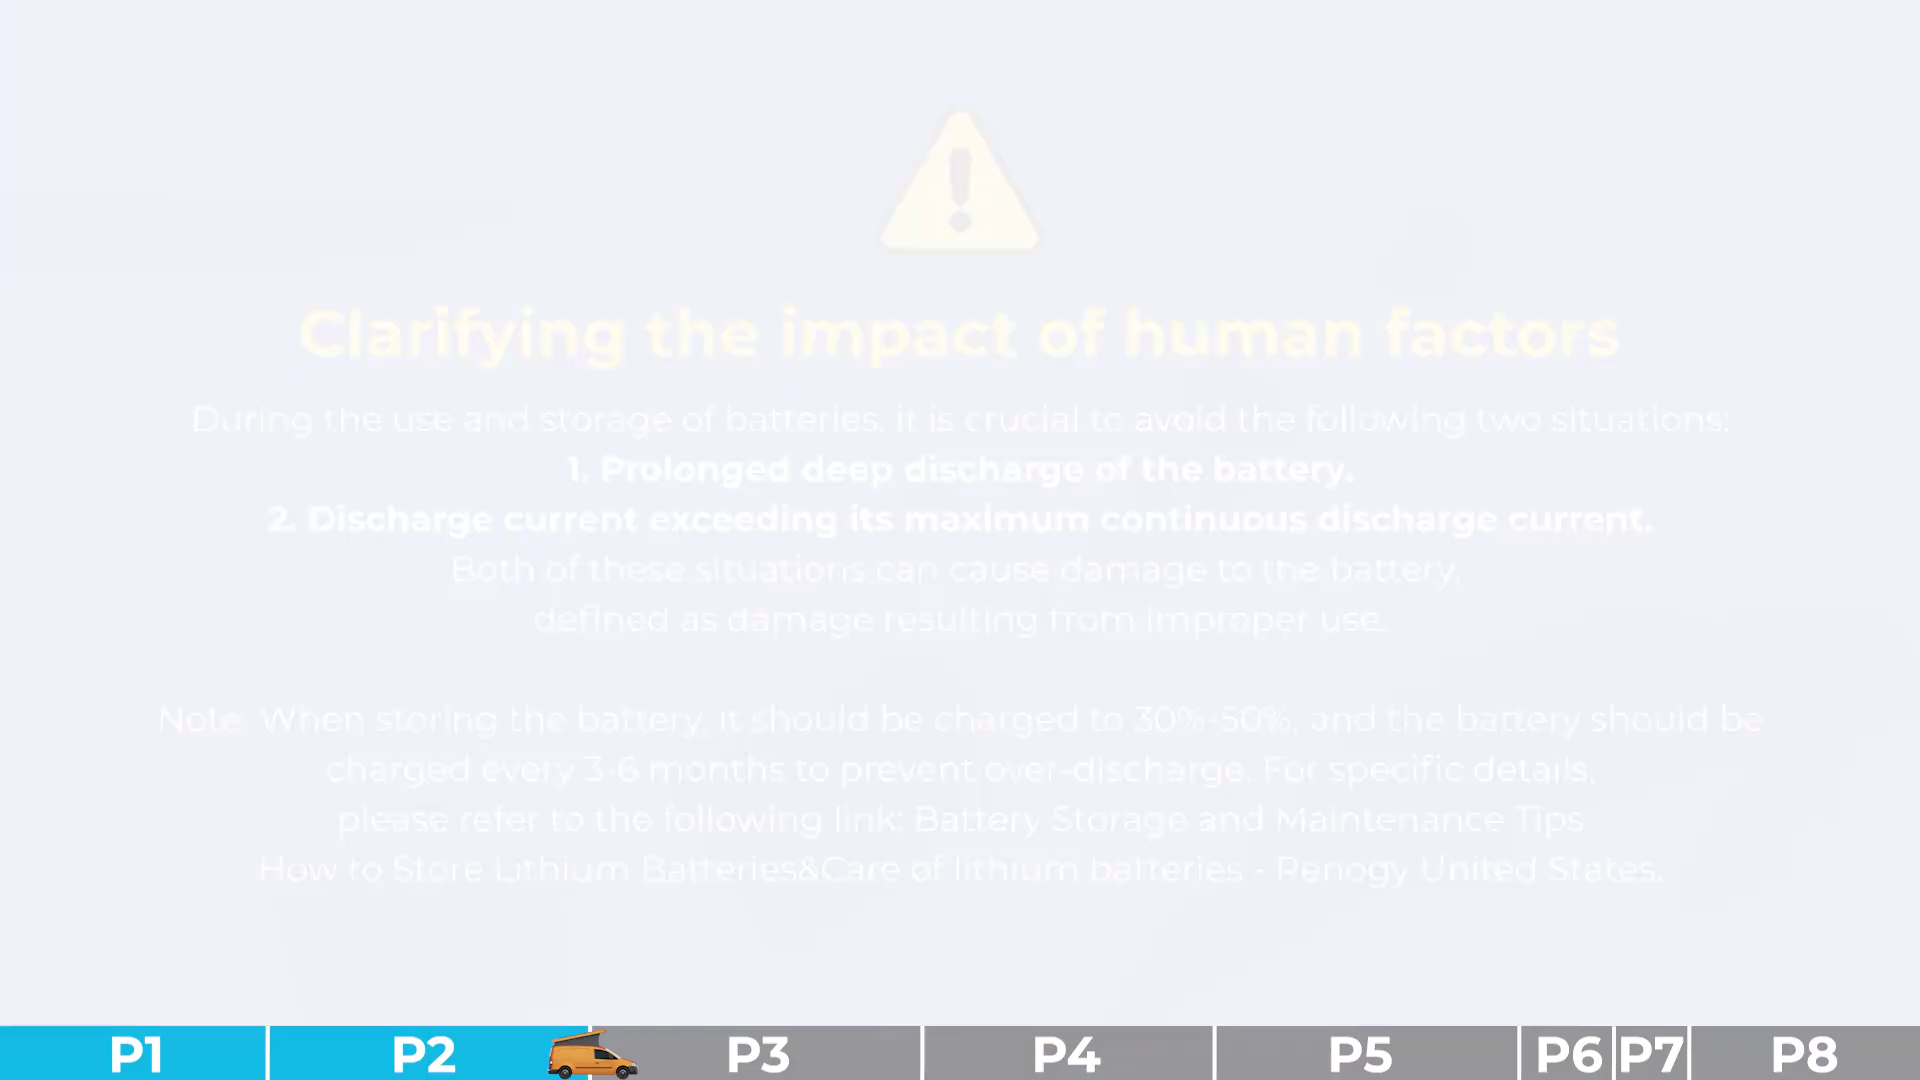 Clarifying the impact of human factors
During the use and storage of batteries, it is crucial to avoid the following two situations:
1. Prolonged deep discharge of the battery.
2. Discharge current exceeding its maximum continuous discharge current.
Both of these situations can cause damage to the battery,
defined as damage resulting from improper use.
Note: When storing the battery, it should be charged to 30%-50%, and the battery should be
charged every 3-6 months to prevent over-discharge. For specific details,
please refer to the following link: Battery Storage and Maintenance Tips
How to Store Lithium Batteries&Care of lithium batteries - Renogy United States.
P1 P2 P3 P4 P5 P6 P7 P8